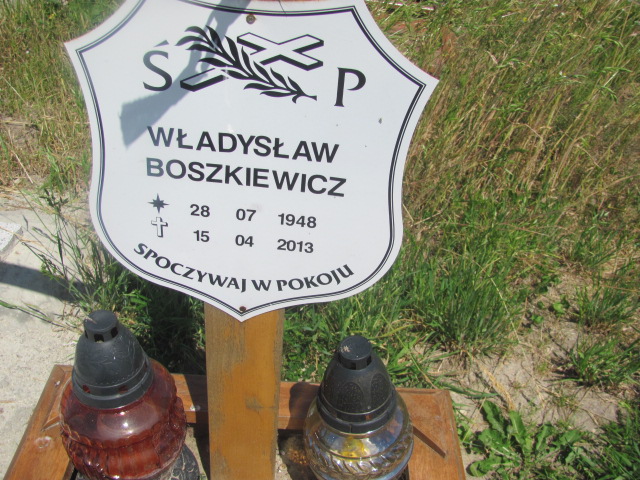 Ś P
WŁADYSŁAW
BOSZKIEWICZ
28 07 1948
15 04 2013
SPOCZYWAJ W POKOJU